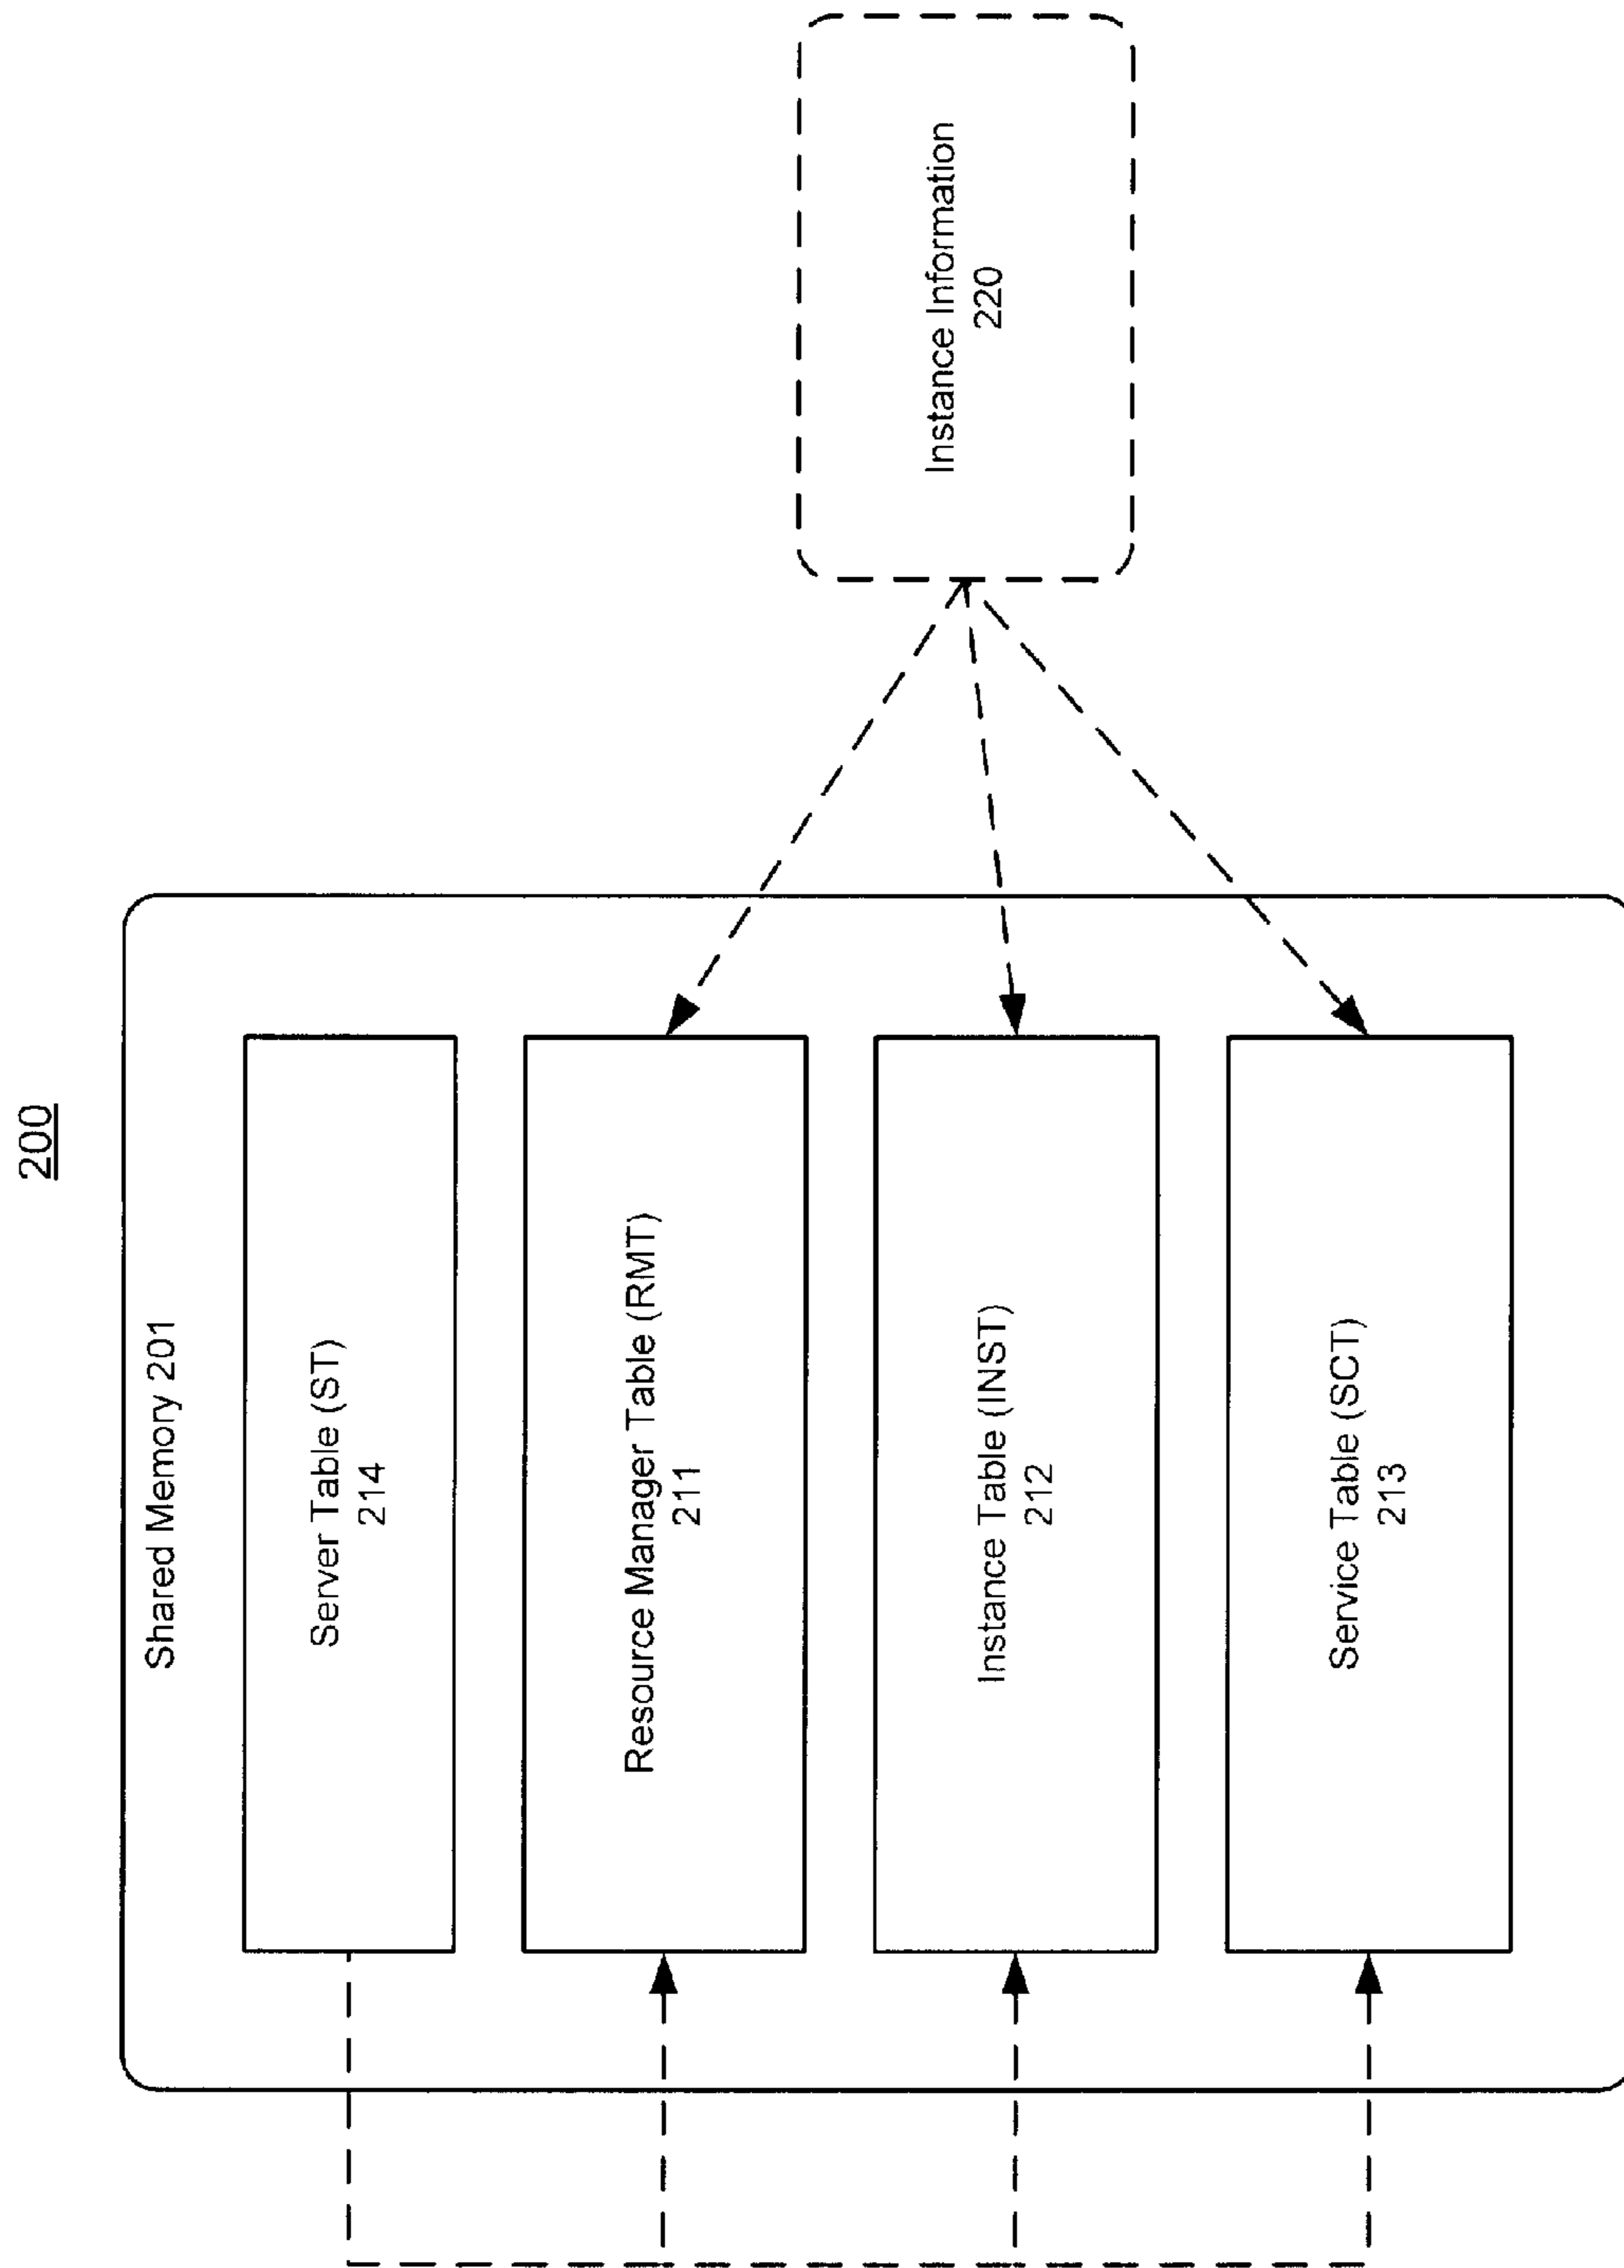 200
Shared Memory 201
Server Table (ST)
214
Resource Manager Table (RMT)
211
Instance Table (INST)
212
Service Table (SCT)
213
Instance Information
220